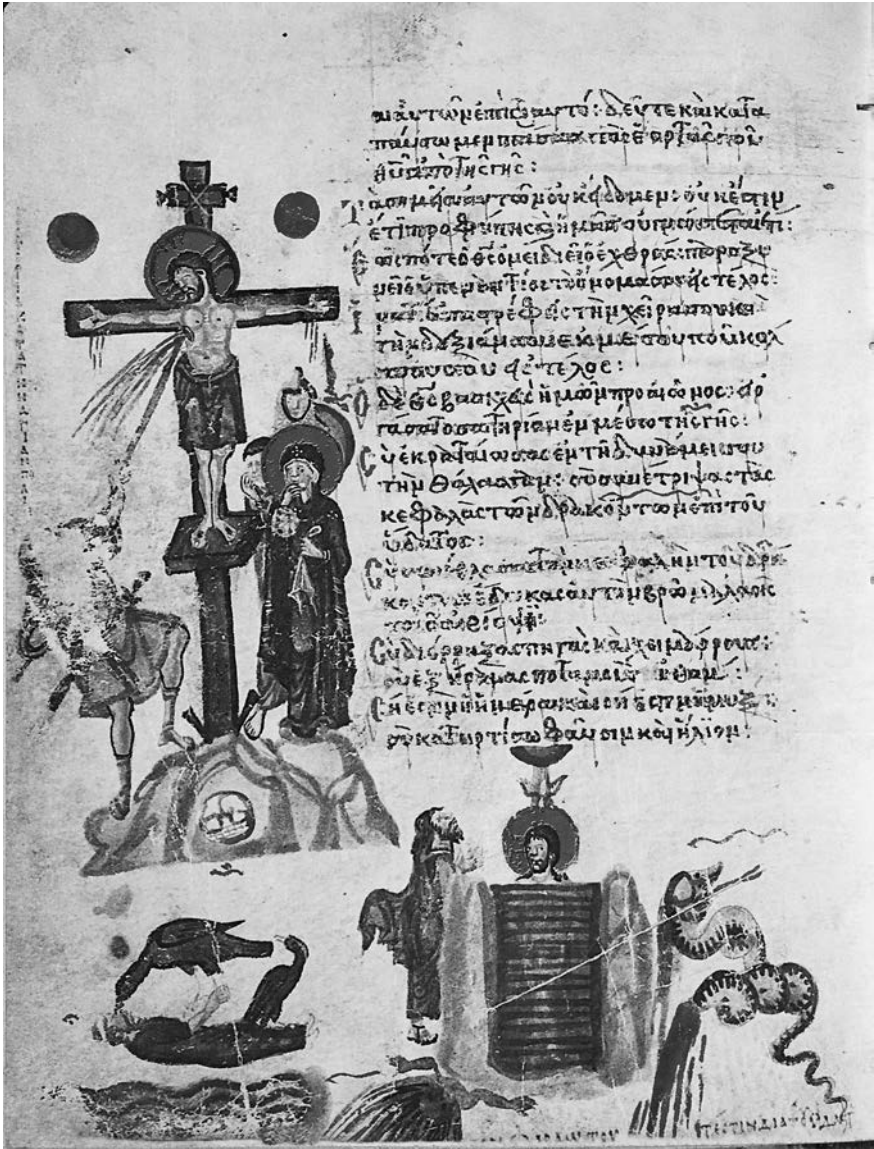 αὐτῶν ἐπὶ τὸ αυτό: δεῦτε καὶ κατα
παύσωμεν πάσας τὰς ἑορτὰς τοῦ
θῦ ἀπὸ τῆς γῆς:
Τὰ σημεῖα αὐτῶν οὐκ εἴδομεν: οὐκ ἔστιν
ἔτι προφήτης καὶ ἡμᾶς οὐ γνώσεται ἔτι:
Ἕως πότε ὁ θς ὀνειδιεῖ ὁ ἐχθρός: παροξυ
νεῖ ὁ ὑπεναντίος τὸ ὄνομά σου εἰς τέλος:
ἀποστρέφεις τὴν χεῖρά σου καὶ
τὴν δεξιάν σου ἐκ μέσου τοῦ κόλ
που σου εἰς τέλος:
Ὁ δὲ θς βασιλεὺς ἡμῶν πρὸ αἰῶνος: εἰρ
γάσατο σωτηρίαν ἐν μέσω τῆς γῆς:
Σὺ ἐκραταίωσας ἐν τῆ δυνάμει σου
τὴν θάλασσαν: σὺ συνέτριψας τὰς
κεφαλὰς τῶν δρακόντων ἐπὶ τοῦ
ὕδατος:
Σὺ συνέθλασας τὴν κεφαλὴν τοῦ δρά
κοντος ἔδωκας αὐτὸν βρῶμα λαοῖς
τοῖς αἰθίοψι:
Σὺ διέρρηξας πηγὰς καὶ χειμάρρους:
σὺ ἐξήρανας ποταμοὺς ἠθάμ:
Σή ἐστιν ἡ ἡμέρα καὶ σή ἐστιν ἡ νύξ:
σὺ κατηρτίσω φαῦσιν καὶ ἥλιον: